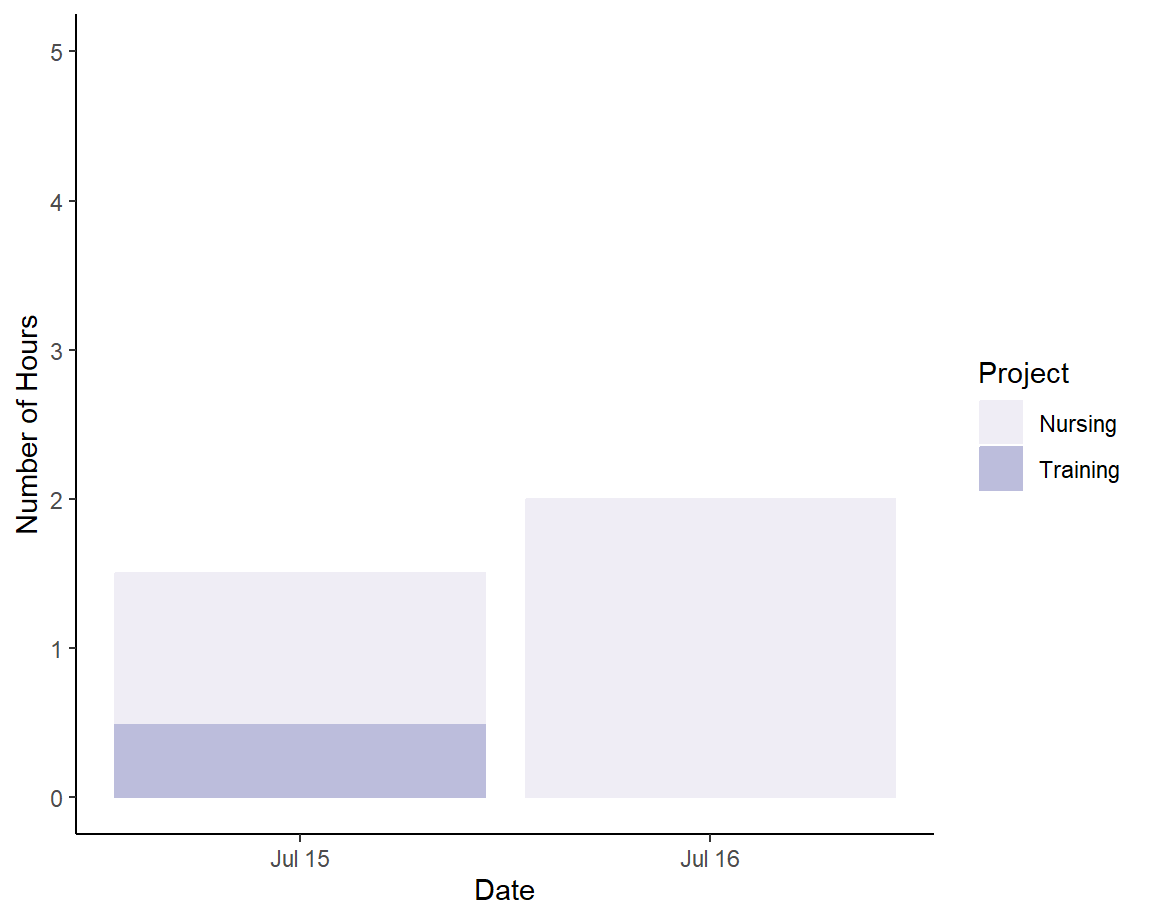 Number of Hours
5
4
3
2
1
0
Jul 15
Jul 16
Date
Project
Nursing
Training